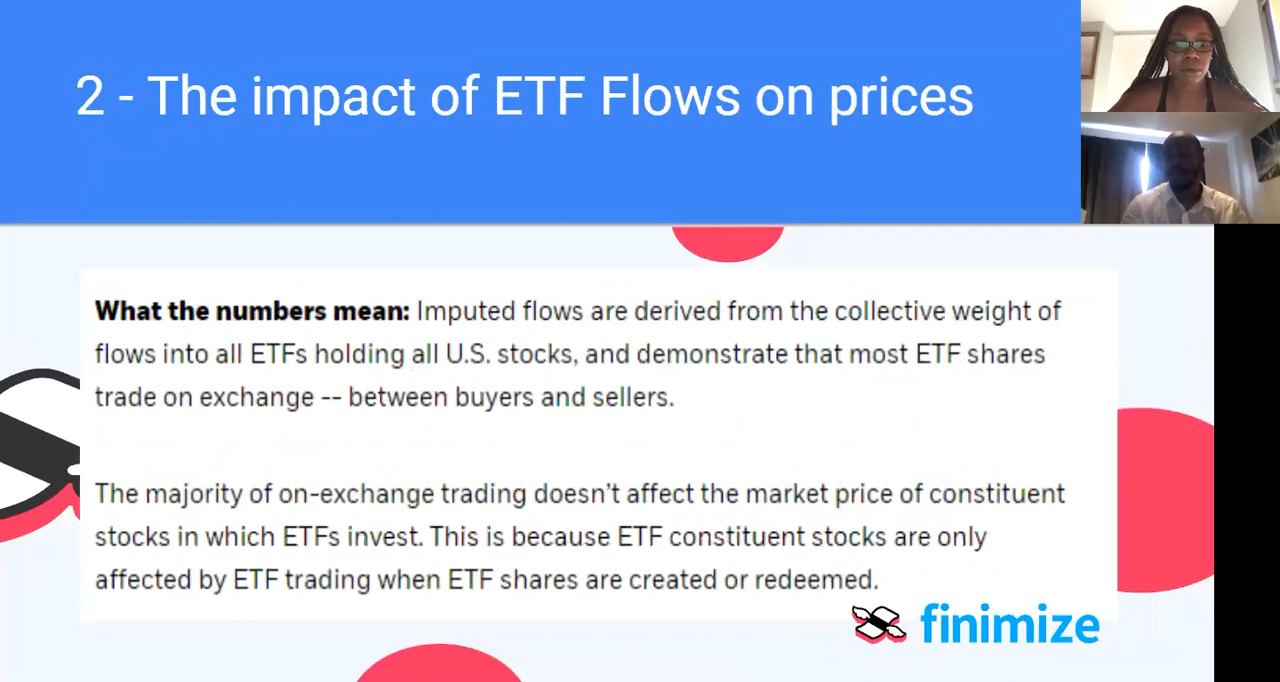 2 - The impact of ETF Flows on prices
What the numbers mean: Imputed flows are derived from the collective weight of
flows into all ETFs holding all U.S. stocks, and demonstrate that most ETF shares
trade on exchange -- between buyers and sellers.
The majority of on-exchange trading doesn’t affect the market price of constituent
stocks in which ETFs invest. This is because ETF constituent stocks are only
affected by ETF trading when ETF shares are created or redeemed.
finimize